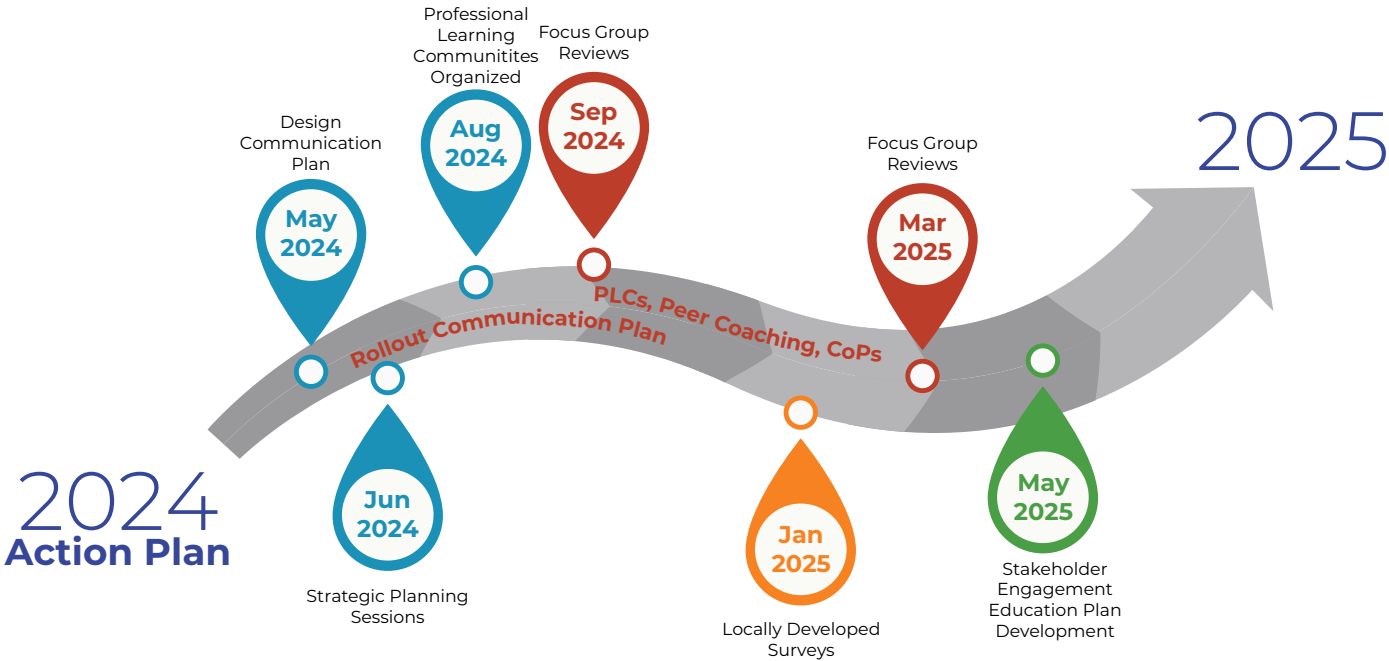 Professional
Learning
Communitites
Organized
Focus Group
Reviews
Design
Communication
Plan
Aug
2024
Sep
2024
2025
Focus Group
Reviews
May
2024
Mar
2025
PLCs, Peer Coaching, CoPs
Rollout Communication Plan
2024
Action Plan
Jun
2024
Strategic Planning
Sessions
Jan
2025
Locally Developed
Surveys
May
2025
Stakeholder
Engagement
Education Plan
Development